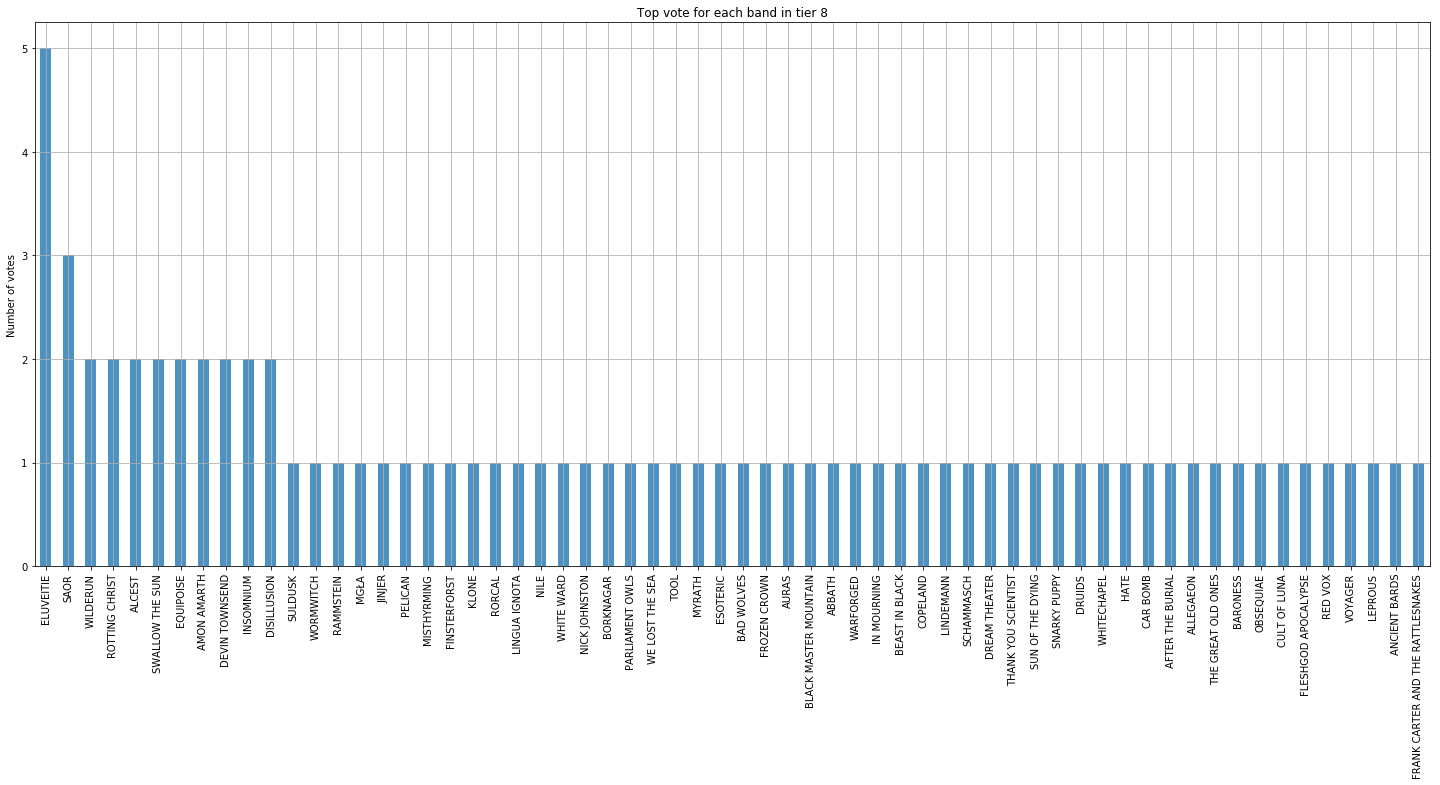 Top vote for each band in tier 8
Number of votes
5
4
3
2
1
0
ELUVEITIE
SAOR
WILDERUN
ROTTING CHRIST
ALCEST
SWALLOW THE SUN
EQUIPOISE
AMON AMARTH
DEVIN TOWNSEND
INSOMNIUM
DISILLUSION
SULDUSK
WORMWITCH
RAMMSTEIN
MGŁA
JINJER
PELICAN
MISTHYRMING
FINSTERFORST
KLONE
RORCAL
LINGUA IGNOTA
NILE
WHITE WARD
NICK JOHNSTON
BORKNAGAR
PARLIAMENT OWLS
WE LOST THE SEA
TOOL
MYRATH
ESOTERIC
BAD WOLVES
FROZEN CROWN
AURAS
BLACK MASTER MOUNTAIN
ABBATH
WARFORGED
IN MOURNING
BEAST IN BLACK
COPELAND
LINDEMANN
SCHAMMASCH
DREAM THEATER
THANK YOU SCIENTIST
SUN OF THE DYING
SNARKY PUPPY
DRUIDS
WHITECHAPEL
HATE
CAR BOMB
AFTER THE BURIAL
ALLEGAEON
THE GREAT OLD ONES
BARONESS
OBSEQUIAE
CULT OF LUNA
FLESHGOD APOCALYPSE
RED VOX
VOYAGER
LEPROUS
ANCIENT BARDS
FRANK CARTER AND THE RATTLESNAKES